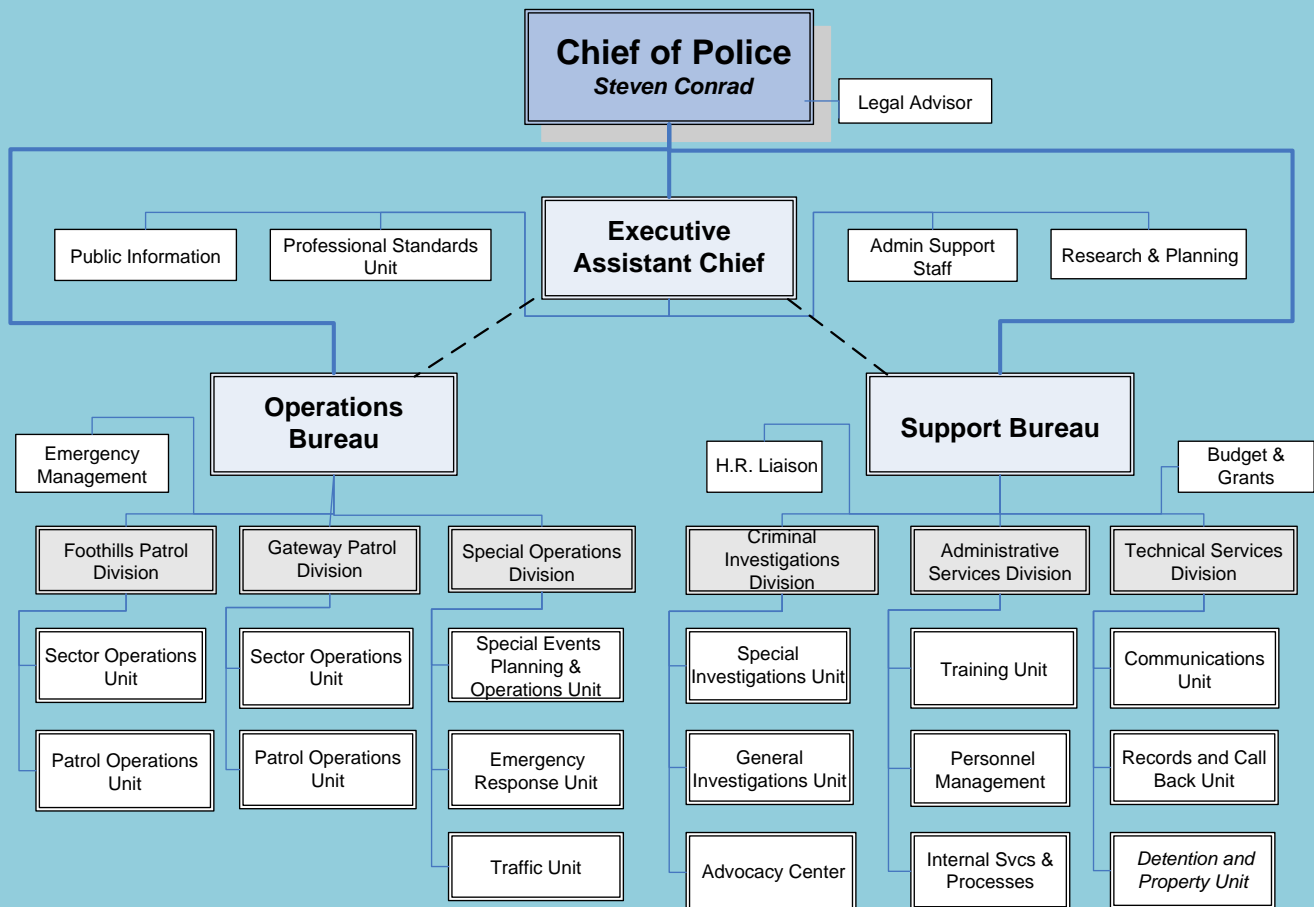 Chief of Police
Steven Conrad
Legal Advisor
Executive
Assistant Chief
Public Information
Professional Standards
Unit
Admin Support
Staff
Research & Planning
Operations
Bureau
Support Bureau
Emergency
Management
H.R. Liaison
Budget &
Grants
Foothills Patrol
Division
Gateway Patrol
Division
Special Operations
Division
Criminal
Investigations
Division
Administrative
Services Division
Technical Services
Division
Sector Operations
Unit
Sector Operations
Unit
Special Events
Planning &
Operations Unit
Special
Investigations Unit
Training Unit
Communications
Unit
Patrol Operations
Unit
Patrol Operations
Unit
Emergency
Response Unit
General
Investigations Unit
Personnel
Management
Records and Call
Back Unit
Traffic Unit
Advocacy Center
Internal Svcs &
Processes
Detention and
Property Unit